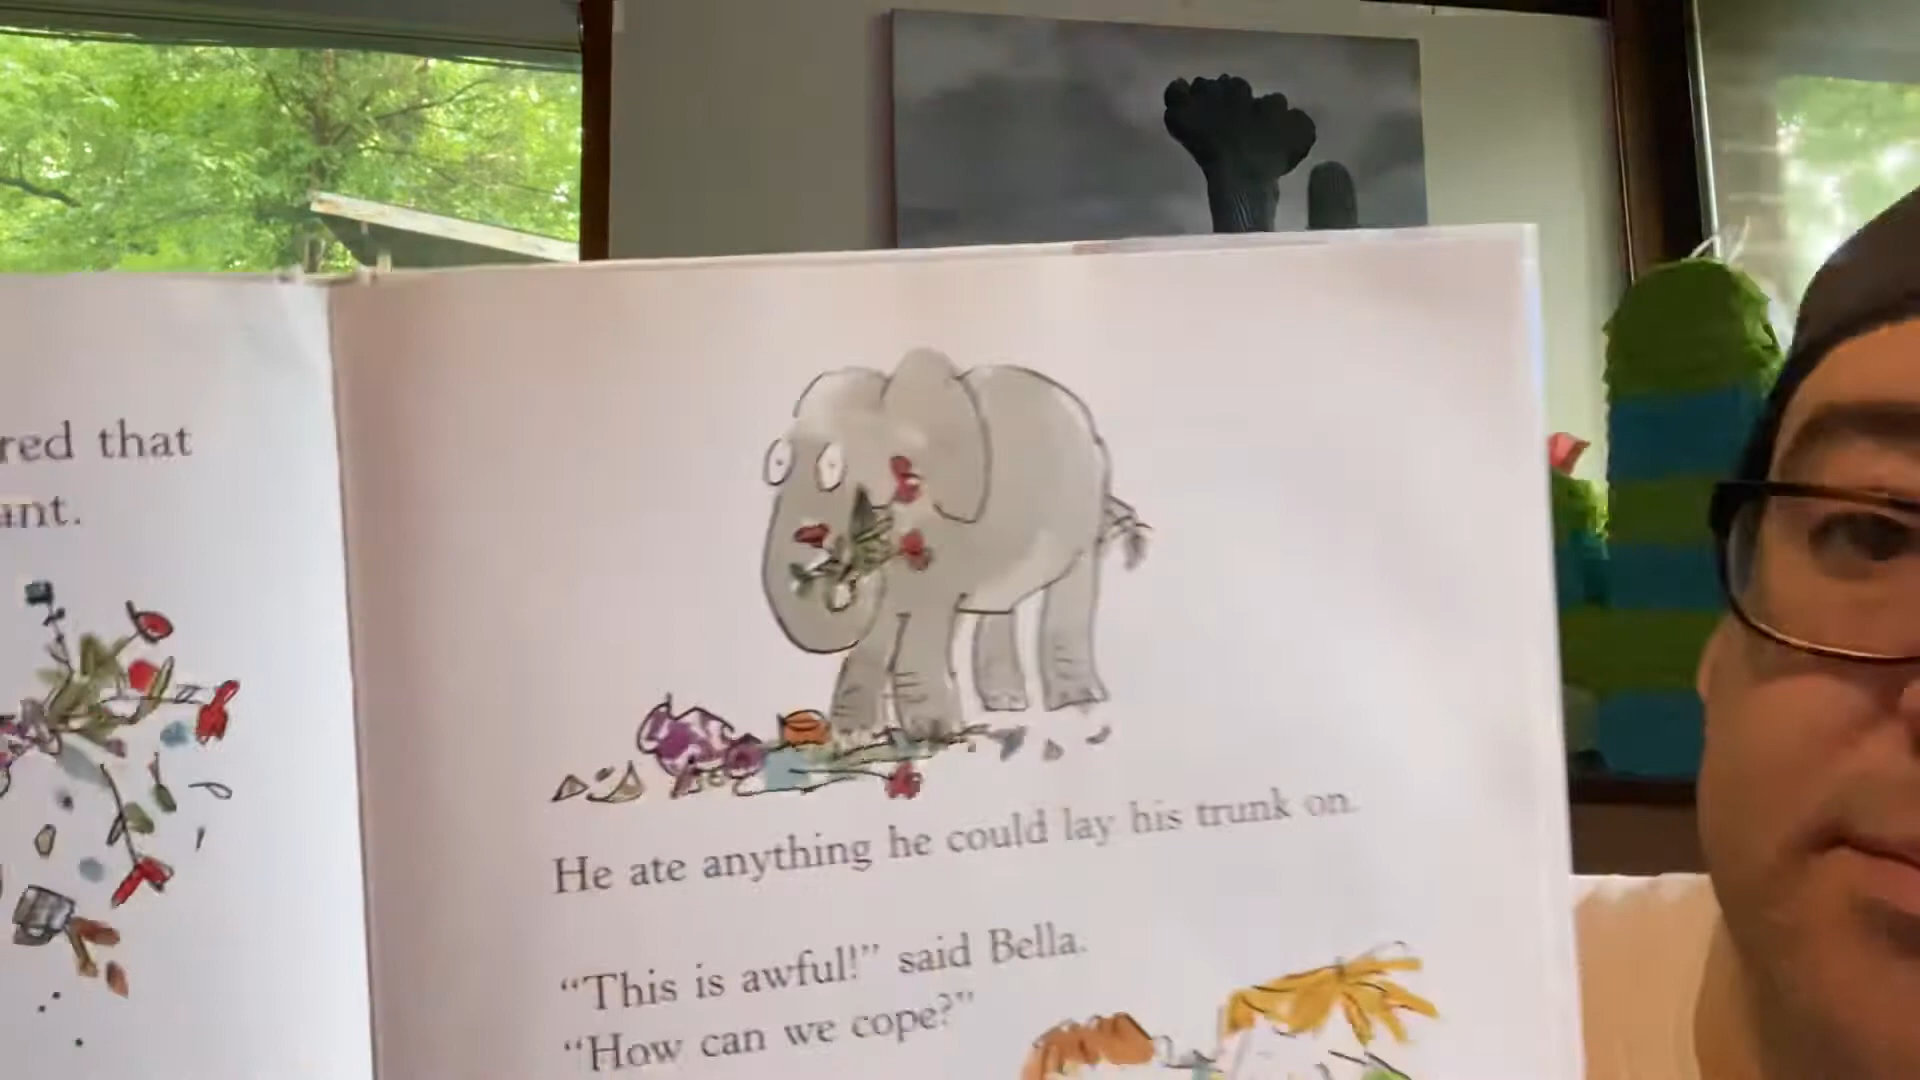 red that
ant.
He ate anything he could lay his trunk on.
“This is awful!” said Bella.
“How can we cope?”